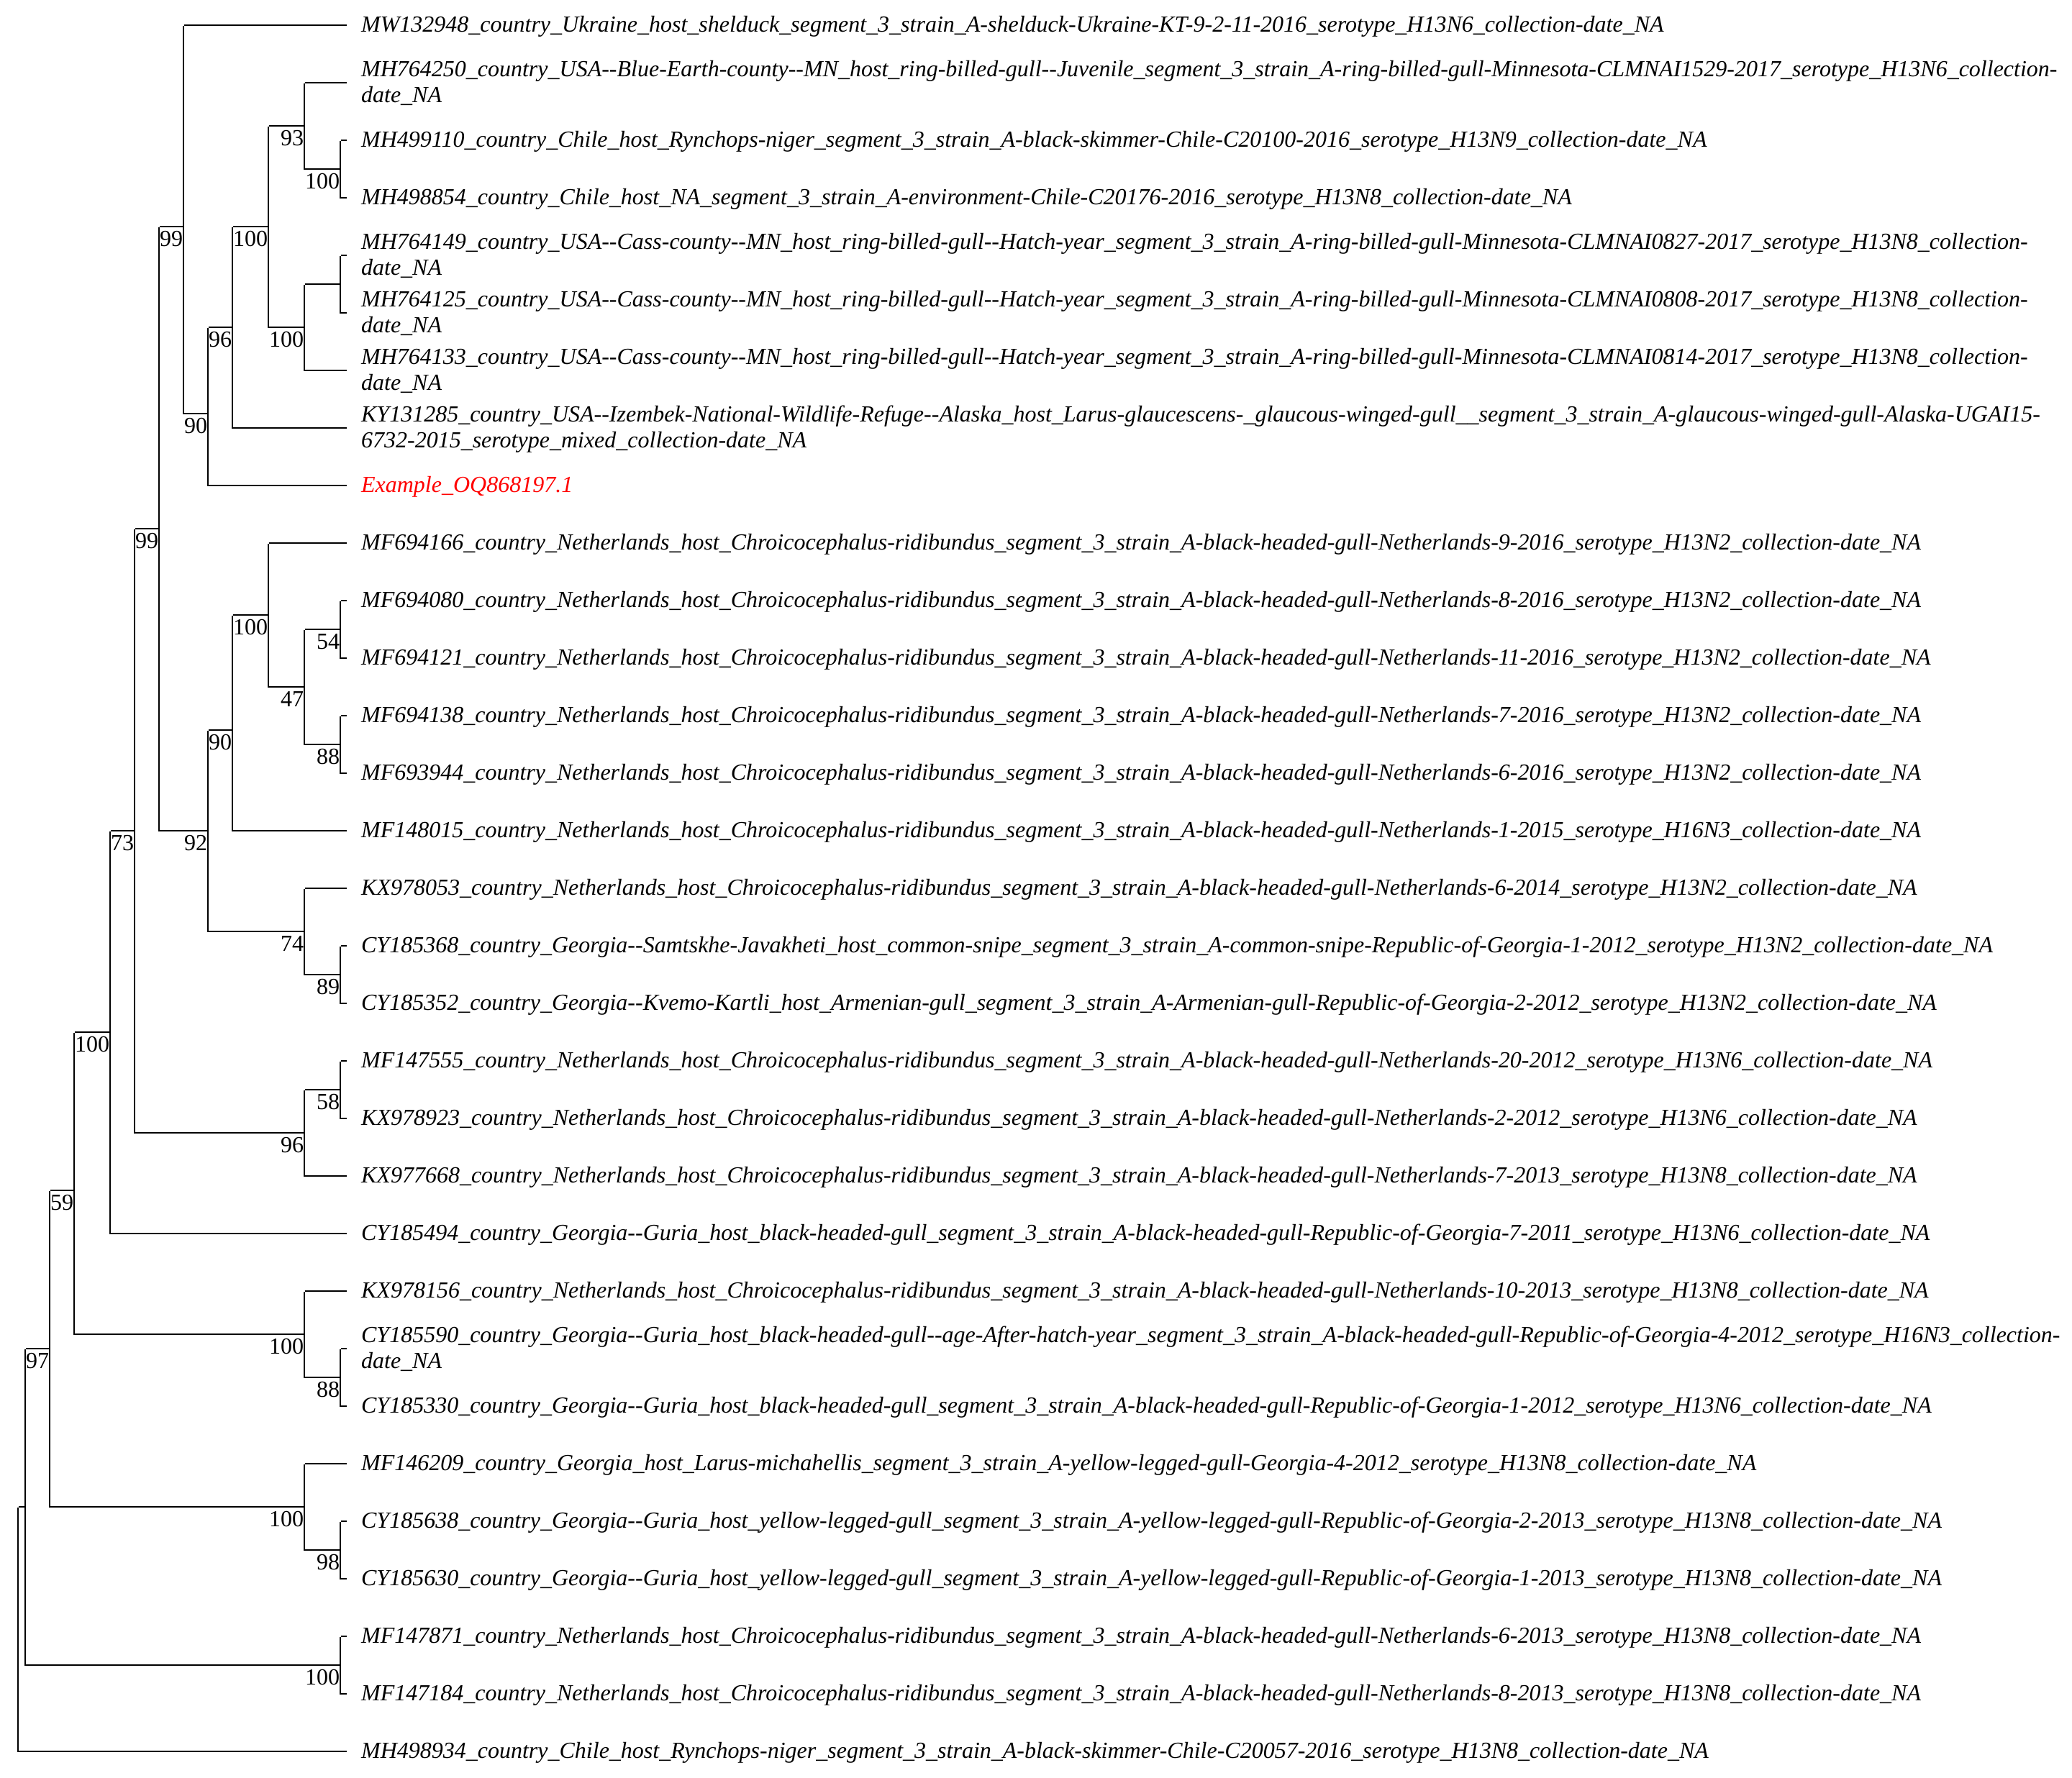 MW132948_country_Ukraine_host_shelduck_segment_3_strain_A-shelduck-Ukraine-KT-9-2-11-2016_serotype_H13N6_collection-date_NA
MH764250_country_USA--Blue-Earth-county--MN_host_ring-billed-gull--Juvenile_segment_3_strain_A-ring-billed-gull-Minnesota-CLMNAI1529-2017_serotype_H13N6_collection-
date_NA
93
MH499110_country_Chile_host_Rynchops-niger_segment_3_strain_A-black-skimmer-Chile-C20100-2016_serotype_H13N9_collection-date_NA
100
MH498854_country_Chile_host_NA_segment_3_strain_A-environment-Chile-C20176-2016_serotype_H13N8_collection-date_NA
99
100
MH764149_country_USA--Cass-county--MN_host_ring-billed-gull--Hatch-year_segment_3_strain_A-ring-billed-gull-Minnesota-CLMNAI0827-2017_serotype_H13N8_collection-
date_NA
MH764125_country_USA--Cass-county--MN_host_ring-billed-gull--Hatch-year_segment_3_strain_A-ring-billed-gull-Minnesota-CLMNAI0808-2017_serotype_H13N8_collection-
date_NA
96
100
MH764133_country_USA--Cass-county--MN_host_ring-billed-gull--Hatch-year_segment_3_strain_A-ring-billed-gull-Minnesota-CLMNAI0814-2017_serotype_H13N8_collection-
date_NA
90
KY131285_country_USA--Izembek-National-Wildlife-Refuge--Alaska_host_Larus-glaucescens-_glaucous-winged-gull__segment_3_strain_A-glaucous-winged-gull-Alaska-UGAI15-
6732-2015_serotype_mixed_collection-date_NA
Example_OQ868197.1
99
MF694166_country_Netherlands_host_Chroicocephalus-ridibundus_segment_3_strain_A-black-headed-gull-Netherlands-9-2016_serotype_H13N2_collection-date_NA
MF694080_country_Netherlands_host_Chroicocephalus-ridibundus_segment_3_strain_A-black-headed-gull-Netherlands-8-2016_serotype_H13N2_collection-date_NA
100
54
MF694121_country_Netherlands_host_Chroicocephalus-ridibundus_segment_3_strain_A-black-headed-gull-Netherlands-11-2016_serotype_H13N2_collection-date_NA
47
MF694138_country_Netherlands_host_Chroicocephalus-ridibundus_segment_3_strain_A-black-headed-gull-Netherlands-7-2016_serotype_H13N2_collection-date_NA
90
88
MF693944_country_Netherlands_host_Chroicocephalus-ridibundus_segment_3_strain_A-black-headed-gull-Netherlands-6-2016_serotype_H13N2_collection-date_NA
MF148015_country_Netherlands_host_Chroicocephalus-ridibundus_segment_3_strain_A-black-headed-gull-Netherlands-1-2015_serotype_H16N3_collection-date_NA
73
92
KX978053_country_Netherlands_host_Chroicocephalus-ridibundus_segment_3_strain_A-black-headed-gull-Netherlands-6-2014_serotype_H13N2_collection-date_NA
74
CY185368_country_Georgia--Samtskhe-Javakheti_host_common-snipe_segment_3_strain_A-common-snipe-Republic-of-Georgia-1-2012_serotype_H13N2_collection-date_NA
89
CY185352_country_Georgia--Kvemo-Kartli_host_Armenian-gull_segment_3_strain_A-Armenian-gull-Republic-of-Georgia-2-2012_serotype_H13N2_collection-date_NA
100
MF147555_country_Netherlands_host_Chroicocephalus-ridibundus_segment_3_strain_A-black-headed-gull-Netherlands-20-2012_serotype_H13N6_collection-date_NA
58
KX978923_country_Netherlands_host_Chroicocephalus-ridibundus_segment_3_strain_A-black-headed-gull-Netherlands-2-2012_serotype_H13N6_collection-date_NA
96
KX977668_country_Netherlands_host_Chroicocephalus-ridibundus_segment_3_strain_A-black-headed-gull-Netherlands-7-2013_serotype_H13N8_collection-date_NA
59
CY185494_country_Georgia--Guria_host_black-headed-gull_segment_3_strain_A-black-headed-gull-Republic-of-Georgia-7-2011_serotype_H13N6_collection-date_NA
KX978156_country_Netherlands_host_Chroicocephalus-ridibundus_segment_3_strain_A-black-headed-gull-Netherlands-10-2013_serotype_H13N8_collection-date_NA
100
CY185590_country_Georgia--Guria_host_black-headed-gull--age-After-hatch-year_segment_3_strain_A-black-headed-gull-Republic-of-Georgia-4-2012_serotype_H16N3_collection-
date_NA
97
88
CY185330_country_Georgia--Guria_host_black-headed-gull_segment_3_strain_A-black-headed-gull-Republic-of-Georgia-1-2012_serotype_H13N6_collection-date_NA
MF146209_country_Georgia_host_Larus-michahellis_segment_3_strain_A-yellow-legged-gull-Georgia-4-2012_serotype_H13N8_collection-date_NA
100
CY185638_country_Georgia--Guria_host_yellow-legged-gull_segment_3_strain_A-yellow-legged-gull-Republic-of-Georgia-2-2013_serotype_H13N8_collection-date_NA
98
CY185630_country_Georgia--Guria_host_yellow-legged-gull_segment_3_strain_A-yellow-legged-gull-Republic-of-Georgia-1-2013_serotype_H13N8_collection-date_NA
MF147871_country_Netherlands_host_Chroicocephalus-ridibundus_segment_3_strain_A-black-headed-gull-Netherlands-6-2013_serotype_H13N8_collection-date_NA
100
MF147184_country_Netherlands_host_Chroicocephalus-ridibundus_segment_3_strain_A-black-headed-gull-Netherlands-8-2013_serotype_H13N8_collection-date_NA
MH498934_country_Chile_host_Rynchops-niger_segment_3_strain_A-black-skimmer-Chile-C20057-2016_serotype_H13N8_collection-date_NA